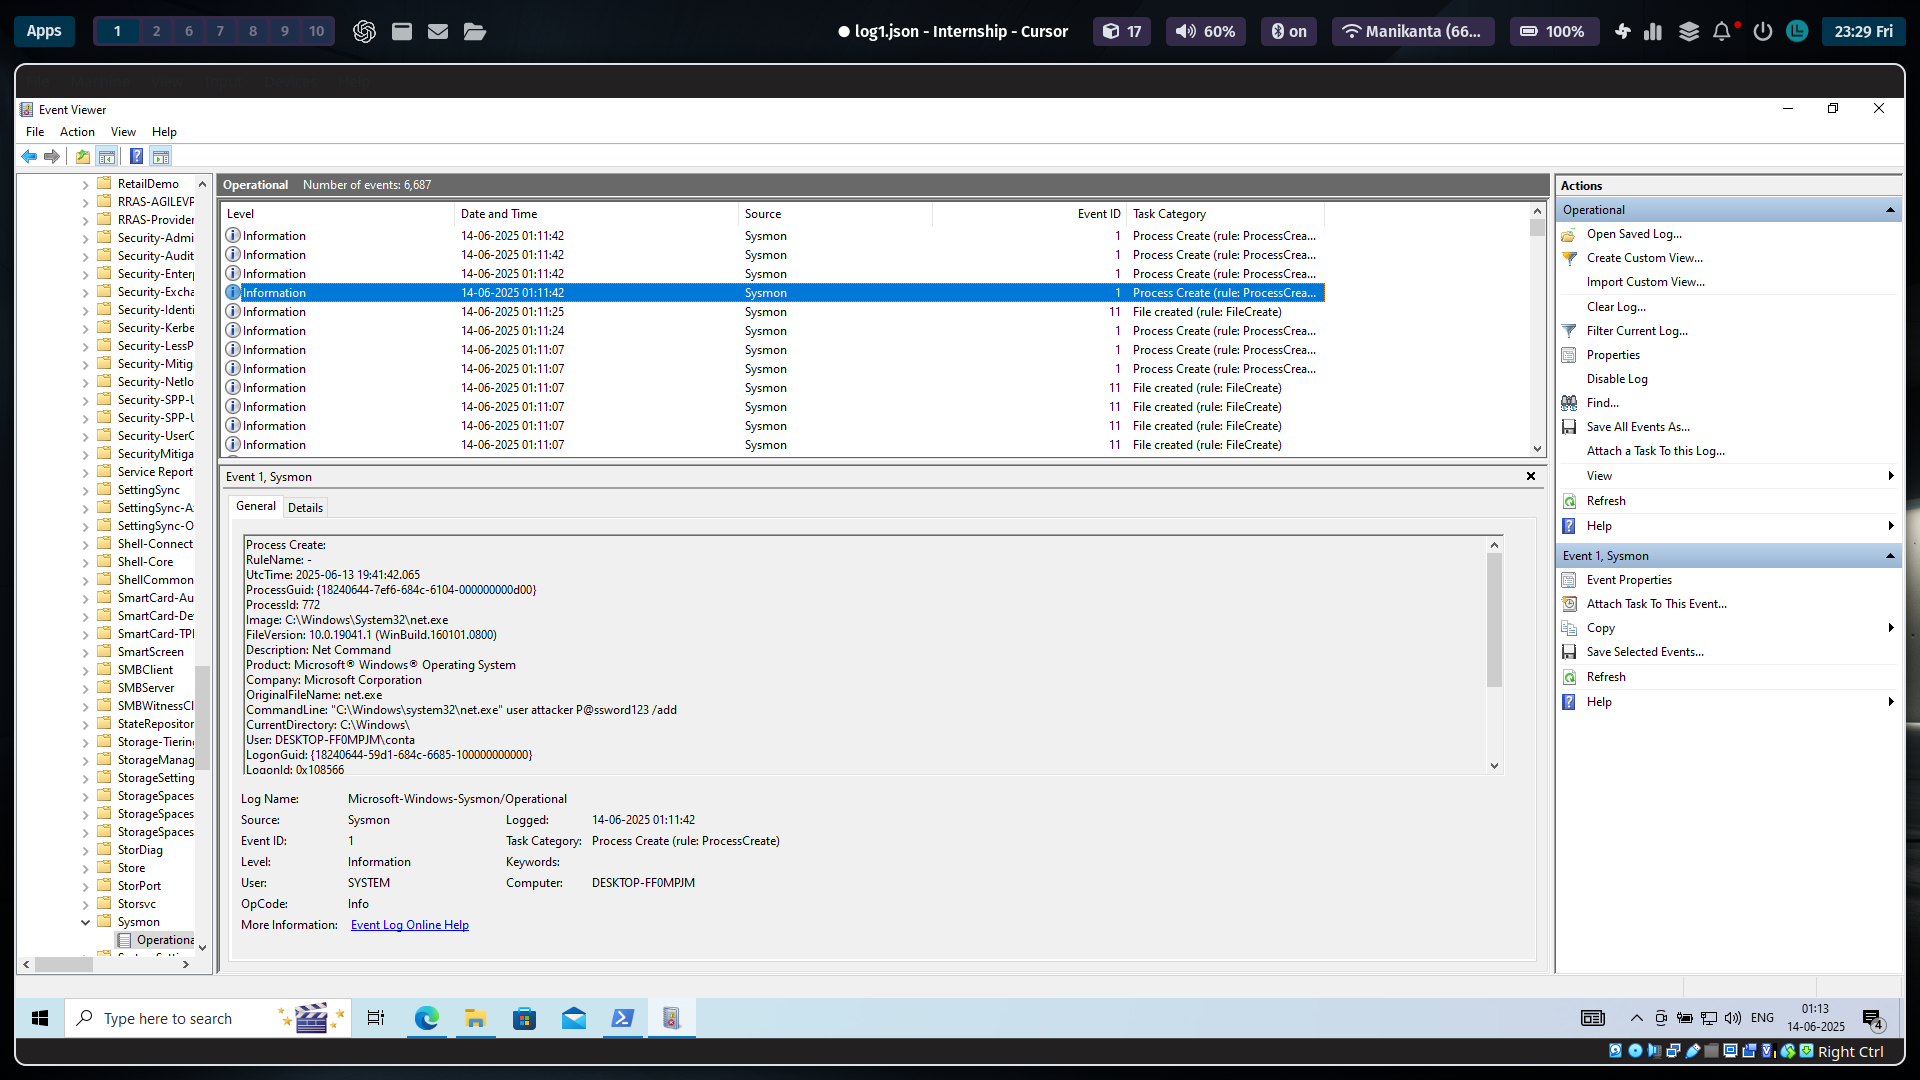 Apps
1 2 6 7 8 9 10
log1.json - Internship - Cursor
17
60%
on
Manikanta (66...
100%
23:29 Fri
Event Viewer
File Action View Help
RetailDemo
RRAS-AGILEVP
RRAS-Provider
Security-Admi
Security-Audit
Security-Enterp
Security-Excha
Security-Identi
Security-Kerbe
Security-LessP
Security-Mitig
Security-Netlo
Security-SPP-U
Security-SPP-U
Security-UserC
SecurityMitiga
Service Report
SettingSync
SettingSync-A
SettingSync-O
Shell-Connect
Shell-Core
ShellCommon
SmartCard-Au
SmartCard-De
SmartCard-TPI
SmartScreen
SMBClient
SMBServer
SMBWitnessCl
StateRepositor
Storage-Tiering
StorageManag
StorageSetting
StorageSpaces
StorageSpaces
StorageSpaces
StorDiag
Store
StorPort
Storsvc
Sysmon
Operationa
Operational Number of events: 6,687
Level Date and Time Source Event ID Task Category
Information 14-06-2025 01:11:42 Sysmon 1 Process Create (rule: ProcessCrea...
Information 14-06-2025 01:11:42 Sysmon 1 Process Create (rule: ProcessCrea...
Information 14-06-2025 01:11:42 Sysmon 1 Process Create (rule: ProcessCrea...
Information 14-06-2025 01:11:42 Sysmon 1 Process Create (rule: ProcessCrea...
Information 14-06-2025 01:11:25 Sysmon 11 File created (rule: FileCreate)
Information 14-06-2025 01:11:24 Sysmon 1 Process Create (rule: ProcessCrea...
Information 14-06-2025 01:11:07 Sysmon 1 Process Create (rule: ProcessCrea...
Information 14-06-2025 01:11:07 Sysmon 1 Process Create (rule: ProcessCrea...
Information 14-06-2025 01:11:07 Sysmon 11 File created (rule: FileCreate)
Information 14-06-2025 01:11:07 Sysmon 11 File created (rule: FileCreate)
Information 14-06-2025 01:11:07 Sysmon 11 File created (rule: FileCreate)
Information 14-06-2025 01:11:07 Sysmon 11 File created (rule: FileCreate)
Event 1, Sysmon
General Details
Process Create:
RuleName: -
UtcTime: 2025-06-13 19:41:42.065
ProcessGuid: {18240644-7ef6-684c-6104-000000000d00}
ProcessId: 772
Image: C:\Windows\System32\net.exe
FileVersion: 10.0.19041.1 (WinBuild.160101.0800)
Description: Net Command
Product: Microsoft® Windows® Operating System
Company: Microsoft Corporation
OriginalFileName: net.exe
CommandLine: "C:\Windows\system32\net.exe" user attacker P@ssword123 /add
CurrentDirectory: C:\Windows\
User: DESKTOP-FF0MPJM\conta
LogonGuid: {18240644-59d1-684c-6685-100000000000}
LogonId: 0x108566
Log Name: Microsoft-Windows-Sysmon/Operational
Source: Sysmon Logged: 14-06-2025 01:11:42
Event ID: 1 Task Category: Process Create (rule: ProcessCreate)
Level: Information Keywords:
User: SYSTEM Computer: DESKTOP-FF0MPJM
OpCode: Info
More Information: Event Log Online Help
Actions
Operational
Open Saved Log...
Create Custom View...
Import Custom View...
Clear Log...
Filter Current Log...
Properties
Disable Log
Find...
Save All Events As...
Attach a Task To this Log...
View
Refresh
Help
Event 1, Sysmon
Event Properties
Attach Task To This Event...
Copy
Save Selected Events...
Refresh
Help
Type here to search
ENG
01:13
14-06-2025
4
Right Ctrl